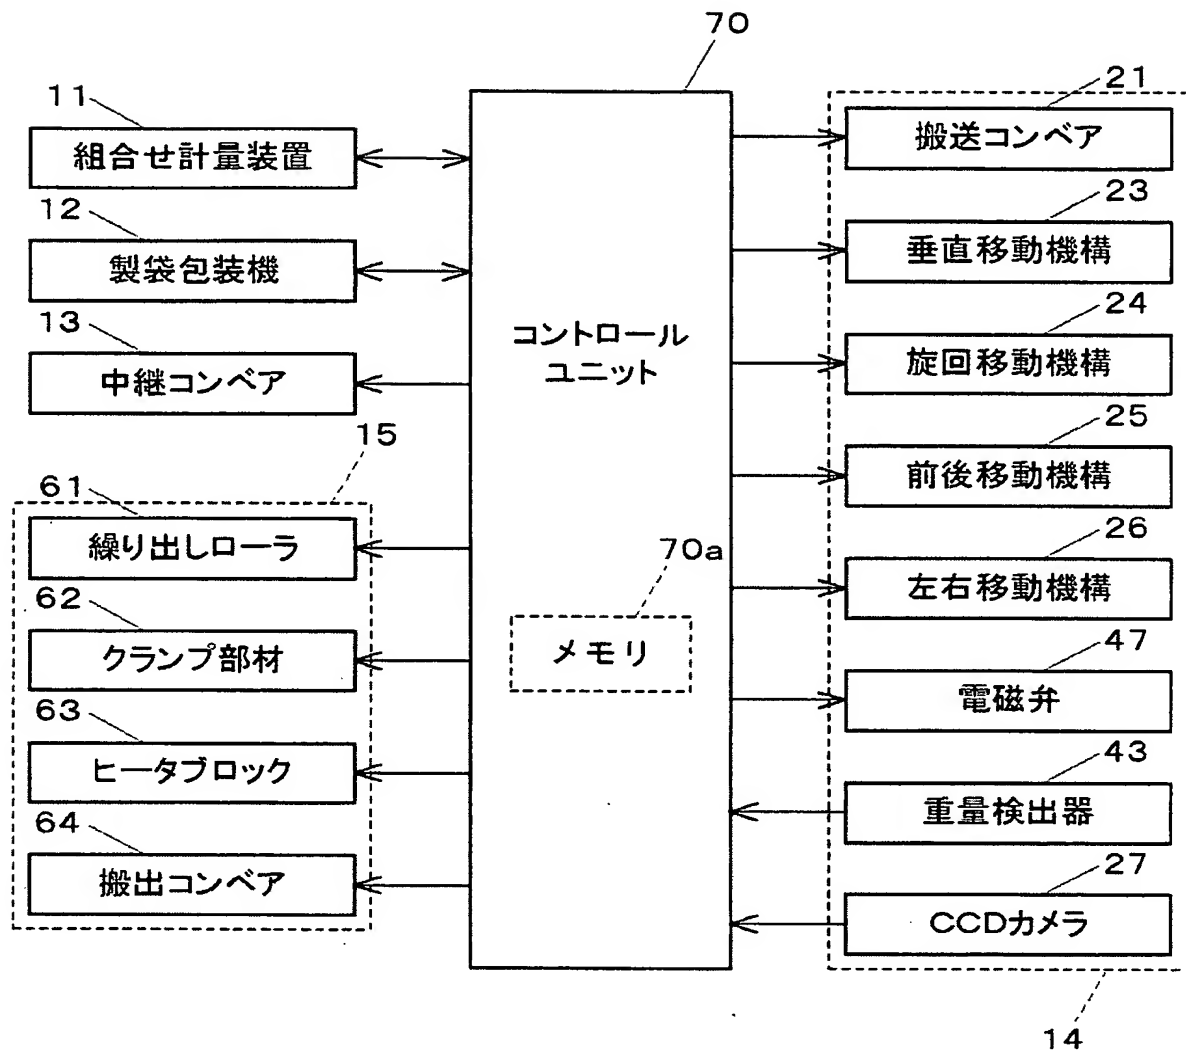 70
11
組合せ計量装置
12
製袋包装機
13
中継コンベア
15
61
繰り出しローラ
62
クランプ部材
63
ヒータブロック
64
搬出コンベア
コントロール
ユニット
70a
メモリ
21
搬送コンベア
23
垂直移動機構
24
旋回移動機構
25
前後移動機構
26
左右移動機構
47
電磁弁
43
重量検出器
27
CCDカメラ
14